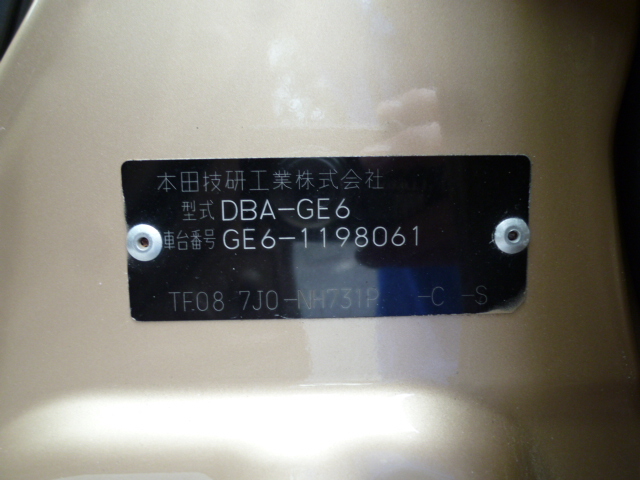 本田技研工業株式会社
型式 DBA-GE6
車台番号 GE6-1198061
TF08 7J0-NH731P -C -S